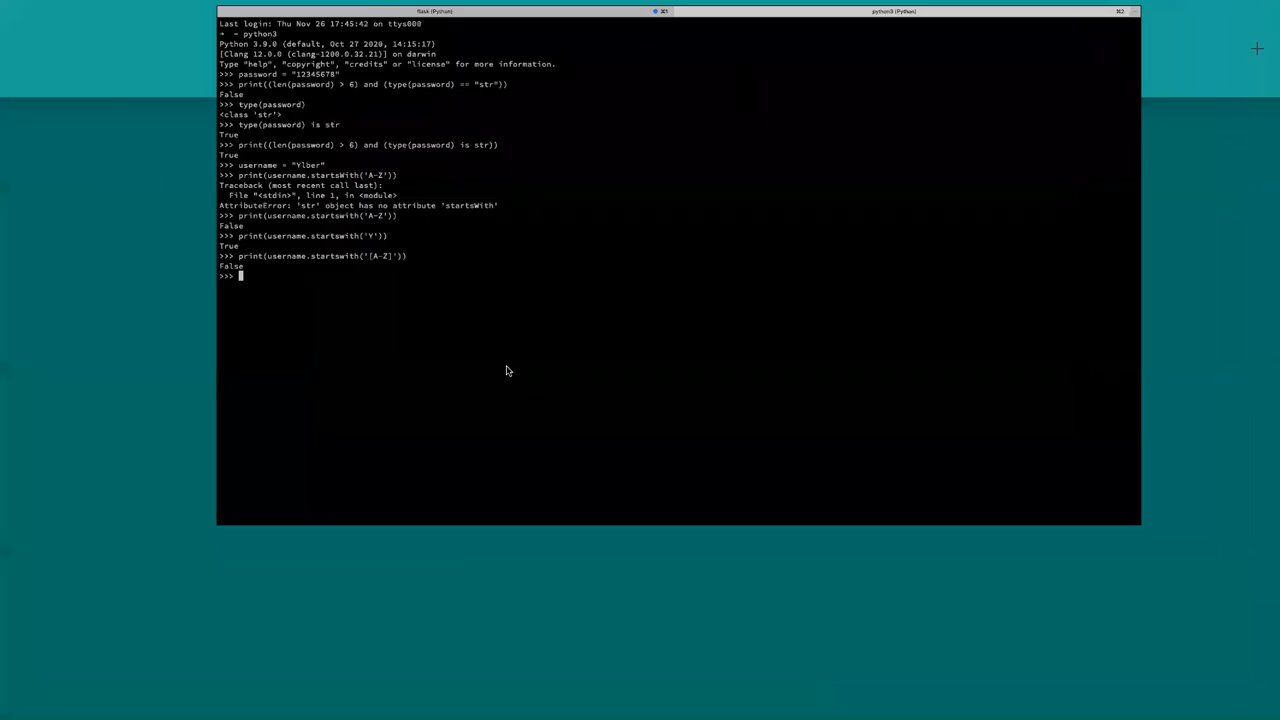 flask (Python)
⌘1
python3 (Python)
⌘2
Last login: Thu Nov 26 17:45:42 on ttys000
➜ ~ python3
Python 3.9.0 (default, Oct 27 2020, 14:15:17)
[Clang 12.0.0 (clang-1200.0.32.21)] on darwin
Type "help", "copyright", "credits" or "license" for more information.
>>> password = "12345678"
>>> print((len(password) > 6) and (type(password) == "str"))
False
>>> type(password)
<class 'str'>
>>> type(password) is str
True
>>> print((len(password) > 6) and (type(password) is str))
True
>>> username = "Ylber"
>>> print(username.startsWith('A-Z'))
Traceback (most recent call last):
  File "<stdin>", line 1, in <module>
AttributeError: 'str' object has no attribute 'startsWith'
>>> print(username.startswith('A-Z'))
False
>>> print(username.startswith('Y'))
True
>>> print(username.startswith('[A-Z]'))
False
>>>